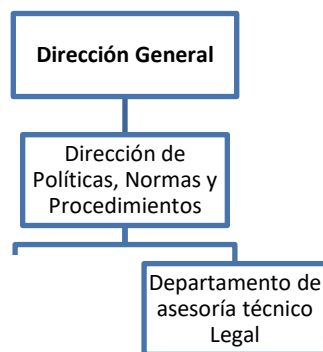 Dirección General
Dirección de
Políticas, Normas y
Procedimientos
Departamento de
asesoría técnico
Legal